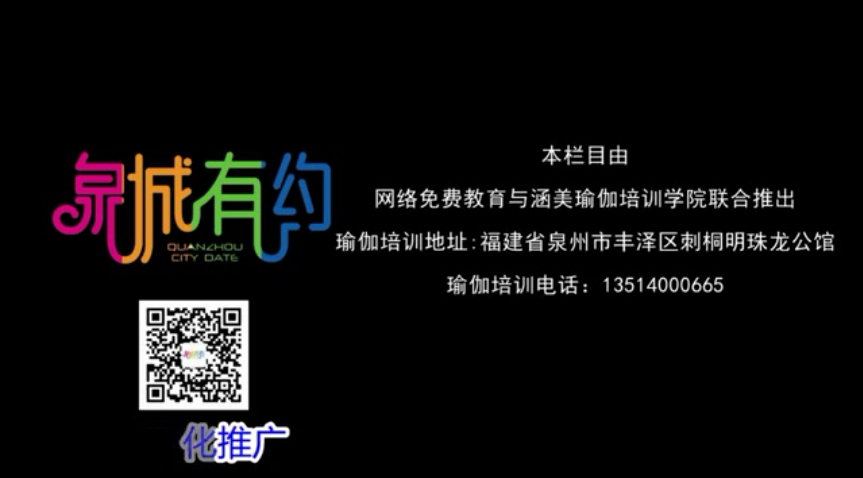 泉城有约
QUANZHOU
CITY DATE
本栏目由
网络免费教育与涵美瑜伽培训学院联合推出
瑜伽培训地址:福建省泉州市丰泽区刺桐明珠龙公馆
瑜伽培训电话：13514000665
化推广